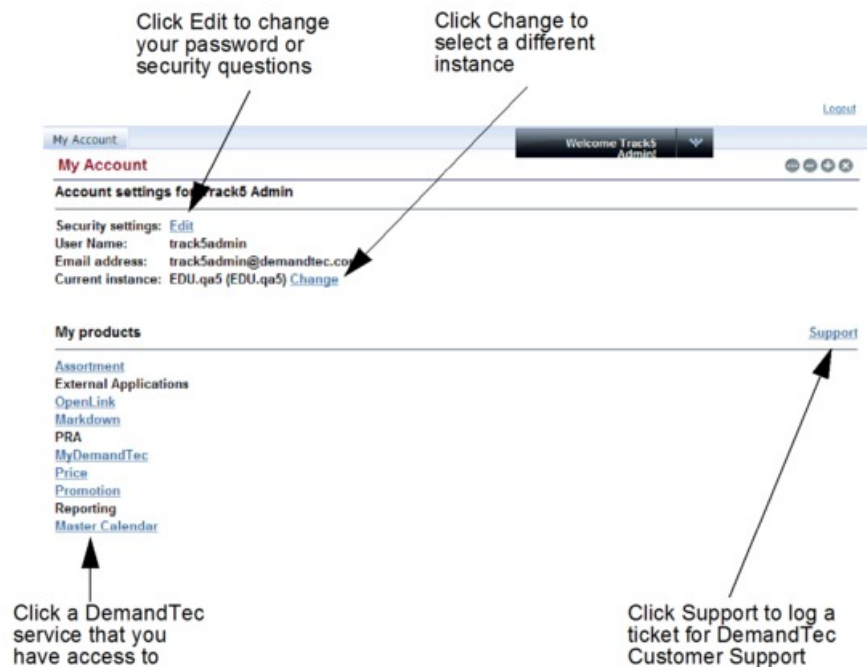 Click Edit to change
your password or
security questions
Click Change to
select a different
instance
Logout
My Account
Welcome Track5
Admin!
My Account
Account settings for Track5 Admin
Security settings: Edit
User Name: track5admin
Email address: track5admin@demandtec.com
Current instance: EDU.qa5 (EDU.qa5) Change
My products
Support
Assortment
External Applications
OpenLink
Markdown
PRA
MyDemandTec
Price
Promotion
Reporting
Master Calendar
Click a DemandTec
service that you
have access to
Click Support to log a
ticket for DemandTec
Customer Support